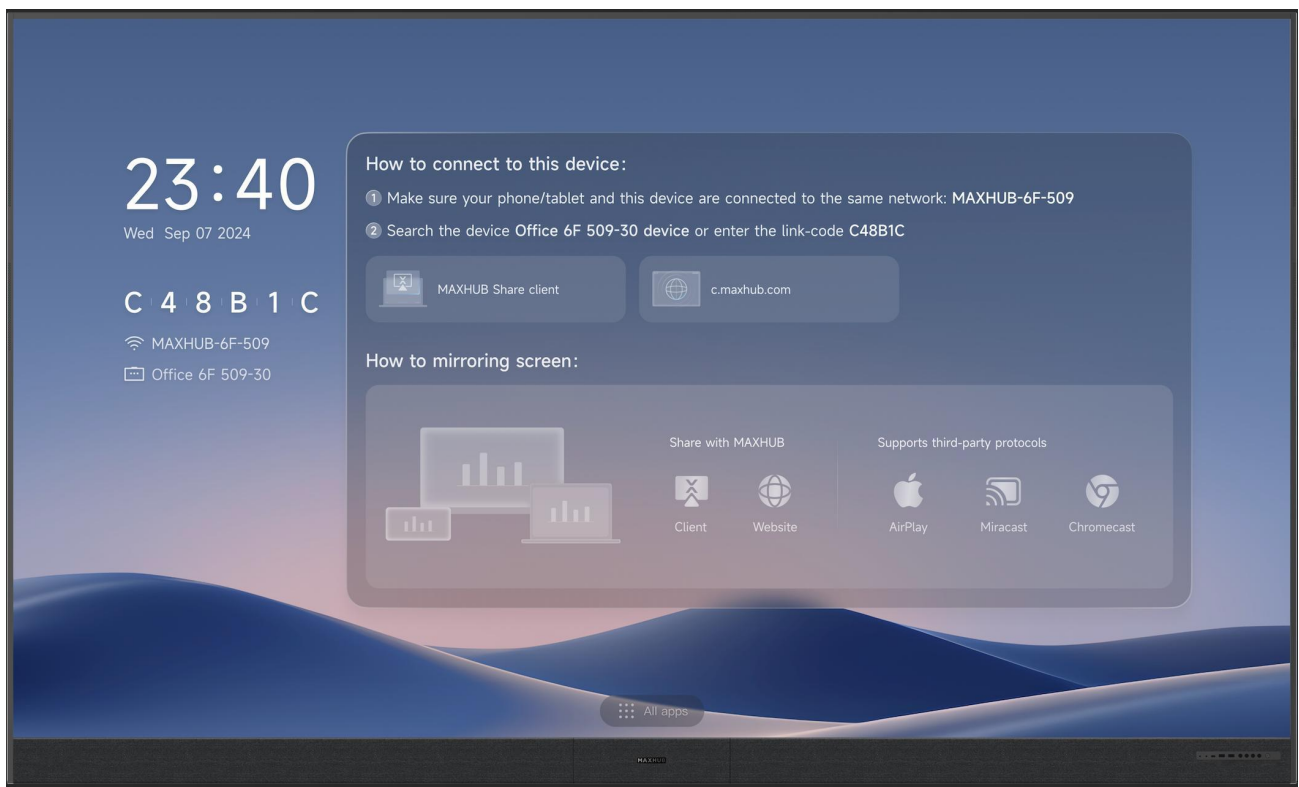 23:40
Wed Sep 07 2024
C 4 8 B 1 C
MAXHUB-6F-509
Office 6F 509-30
How to connect to this device:
1 Make sure your phone/tablet and this device are connected to the same network: MAXHUB-6F-509
2 Search the device Office 6F 509-30 device or enter the link-code C48B1C
MAXHUB Share client
c.maxhub.com
How to mirroring screen:
Share with MAXHUB
Supports third-party protocols
Client
Website
AirPlay
Miracast
Chromecast
All apps
MAXHUB